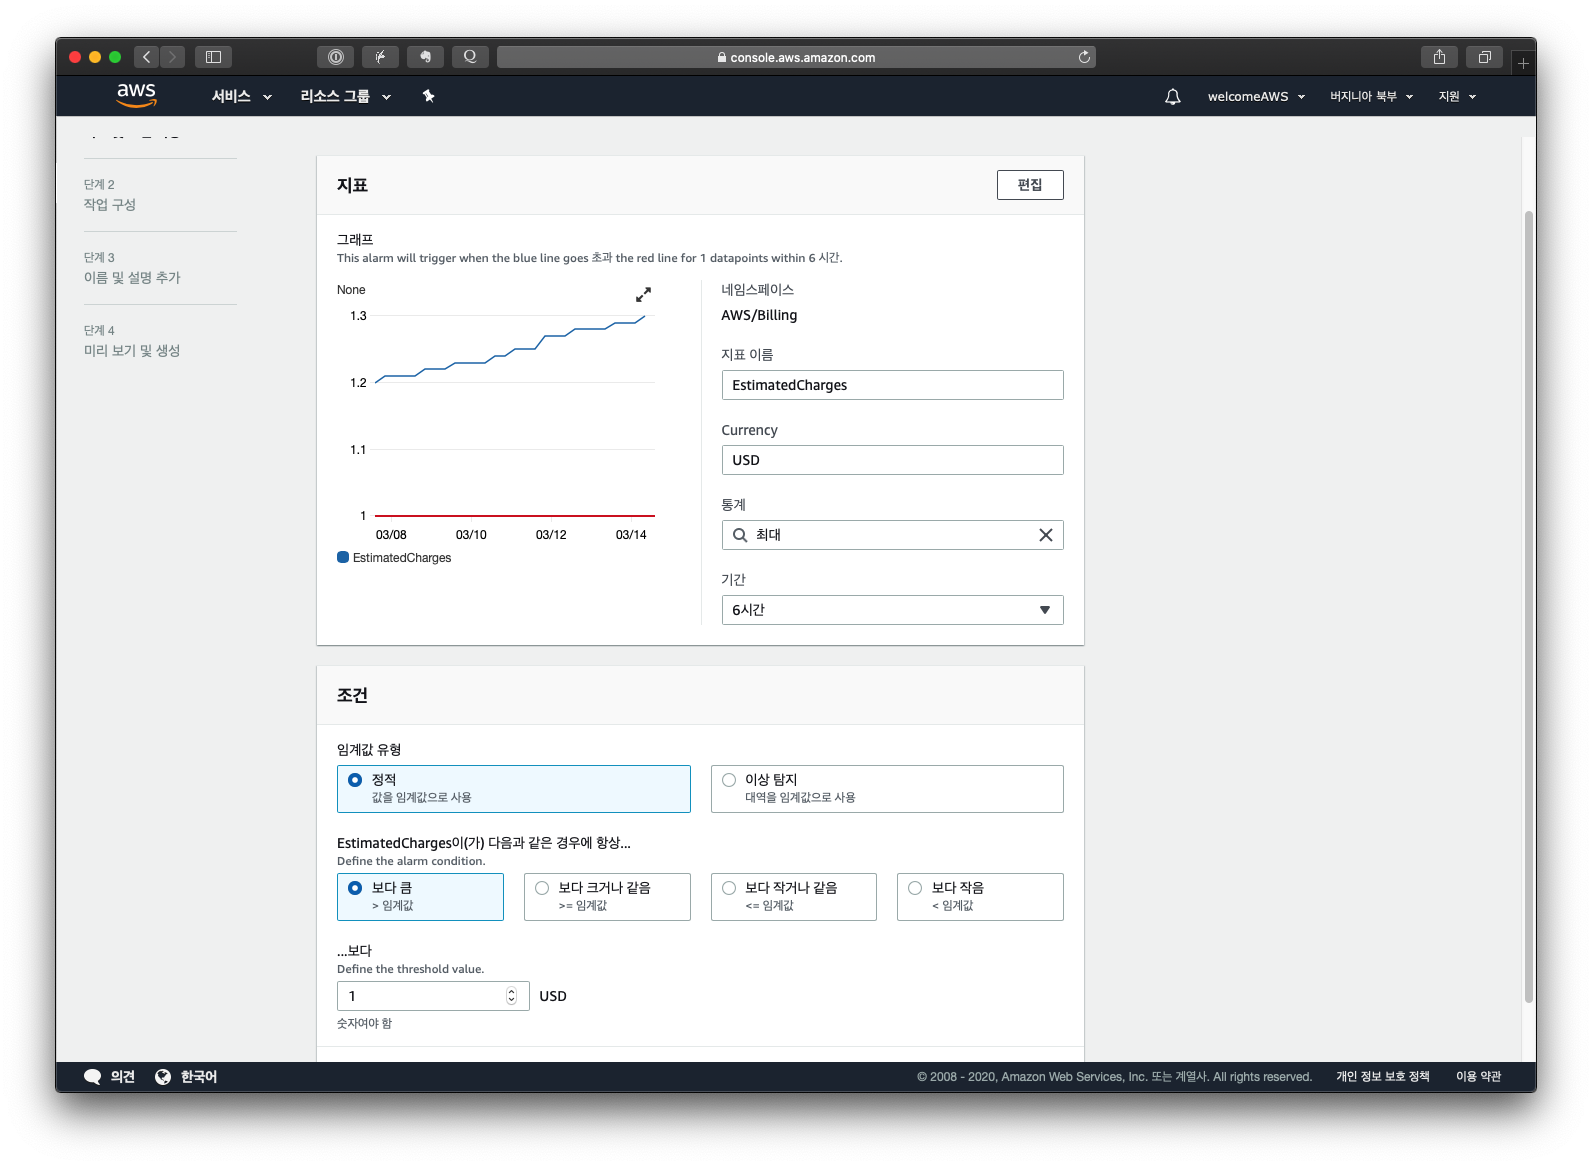 console.aws.amazon.com
aws
서비스
리소스 그룹
welcomeAWS
버지니아 북부
지원
단계 2
작업 구성
단계 3
이름 및 설명 추가
단계 4
미리 보기 및 생성
지표
편집
그래프
This alarm will trigger when the blue line goes 초과 the red line for 1 datapoints within 6 시간.
None
1.3
1.2
1.1
1
03/08 03/10 03/12 03/14
EstimatedCharges
네임스페이스
AWS/Billing
지표 이름
EstimatedCharges
Currency
USD
통계
최대
기간
6시간
조건
임계값 유형
정적
값을 임계값으로 사용
이상 탐지
대역을 임계값으로 사용
EstimatedCharges이(가) 다음과 같은 경우에 항상...
Define the alarm condition.
보다 큼
> 임계값
보다 크거나 같음
>= 임계값
보다 작거나 같음
<= 임계값
보다 작음
< 임계값
...보다
Define the threshold value.
1 USD
숫자여야 함
의견
한국어
© 2008 - 2020, Amazon Web Services, Inc. 또는 계열사. All rights reserved.
개인 정보 보호 정책
이용 약관